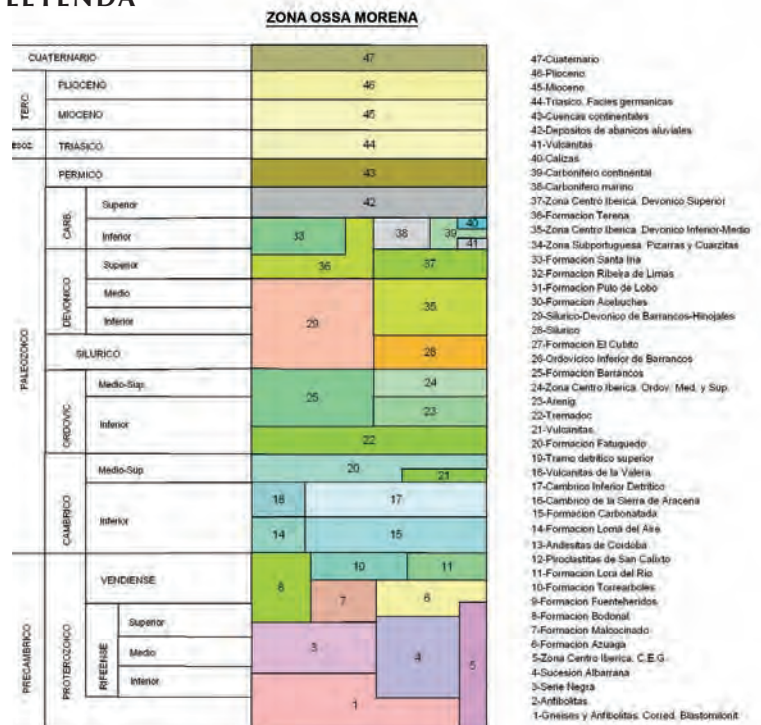 LEYENDA
ZONA OSSA MORENA
CUATERNARIO
47
TERC
PLIOCENO
46
MIOCENO
45
TRIASICO
44
PALEOZOICO
PERMICO
43
CARB.
Superior
42
Inferior
33
38
39
40
41
DEVONICO
Superior
36
37
Medio
Inferior
29
35
SILURICO
28
ORDOVIC
Medio-Sup.
25
24
Inferior
23
22
CAMBRICO
Medio-Sup
20
21
Inferior
18
17
14
15
PRECAMBRICO
PROTEROZOICO
VENDIENSE
8
10
11
7
6
RIFEENSE
Superior
Medio
Inferior
3
4
5
1
47-Cuaternario
46-Plioceno
45-Mioceno
44-Triasico. Facies germanicas
43-Cuencas continentales
42-Depositos de abanicos aluviales
41-Vulcanitas
40-Calizas
39-Carbonifero continental
38-Carbonifero marino
37-Zona Centro Iberica. Devonico Superior
36-Formacion Terena
35-Zona Centro Iberica. Devonico Inferior-Medio
34-Zona Subportuguesa. Pizarras y Cuarzitas
33-Formacion Santa Iria
32-Formacion Ribeira de Limas
31-Formacion Pulo de Lobo
30-Formacion Acebuches
29-Silurico-Devonico de Barrancos-Hinojales
28-Silurico
27-Formacion El Cubito
26-Ordovicico Inferior de Barrancos
25-Formacion Barrancos
24-Zona Centro Iberica. Ordov. Med. y Sup.
23-Arenig
22-Tremadoc
21-Vulcanitas
20-Formacion Fatuquedo
19-Tramo detritico superior
18-Vulcanitas de la Valera
17-Cambrico Inferior Detritico
16-Cambrico de la Sierra de Aracena
15-Formacion Carbonatada
14-Formacion Loma del Aire
13-Andesitas de Cordoba
12-Piroclastitas de San Calixto
11-Formacion Lora del Rio
10-Formacion Torrearboles
9-Formacion Fuenteheridos
8-Formacion Bodonal
7-Formacion Malcocinado
6-Formacion Azuaga
5-Zona Centro Iberica. C.E.G.
4-Sucesion Albarrana
3-Serie Negra
2-Anfibolitas
1-Gneises y Anfibolitas. Corred. Blastomilonit